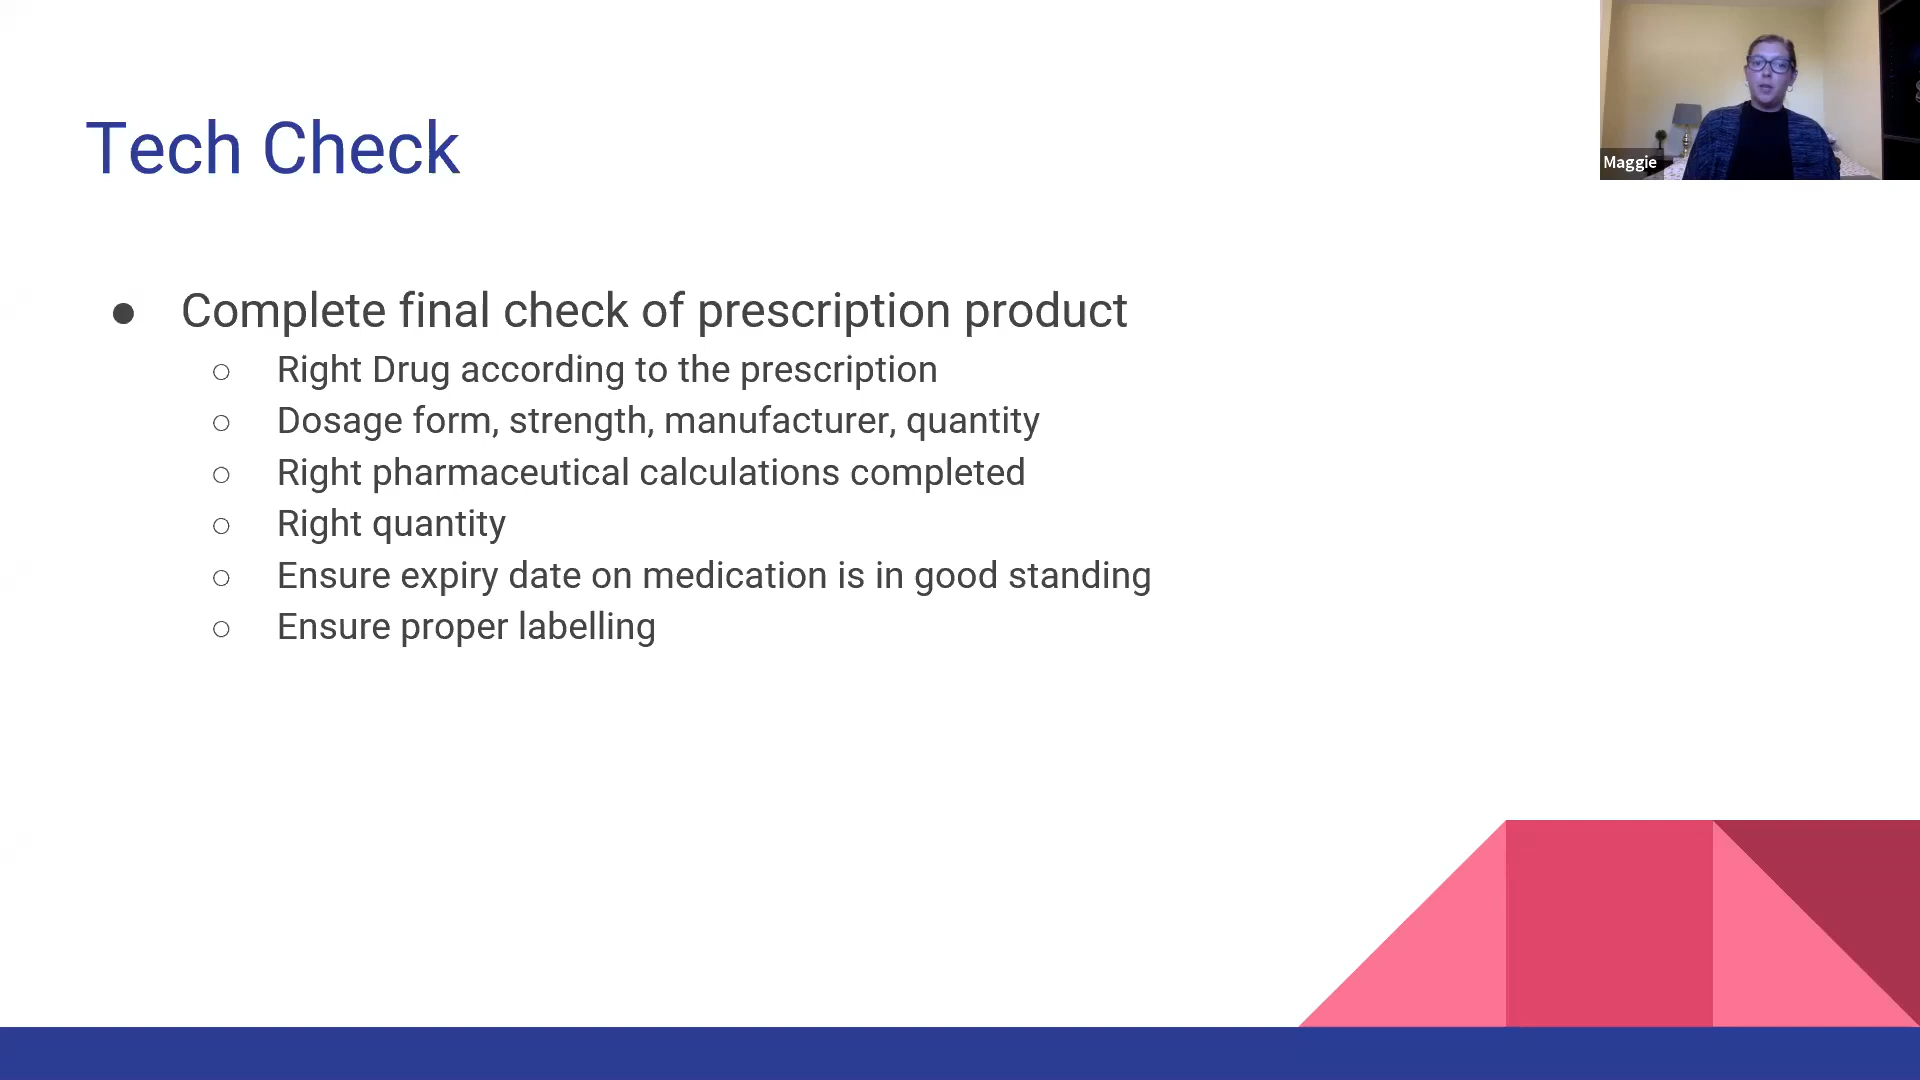 Tech Check
Maggie
● Complete final check of prescription product
○ Right Drug according to the prescription
○ Dosage form, strength, manufacturer, quantity
○ Right pharmaceutical calculations completed
○ Right quantity
○ Ensure expiry date on medication is in good standing
○ Ensure proper labelling